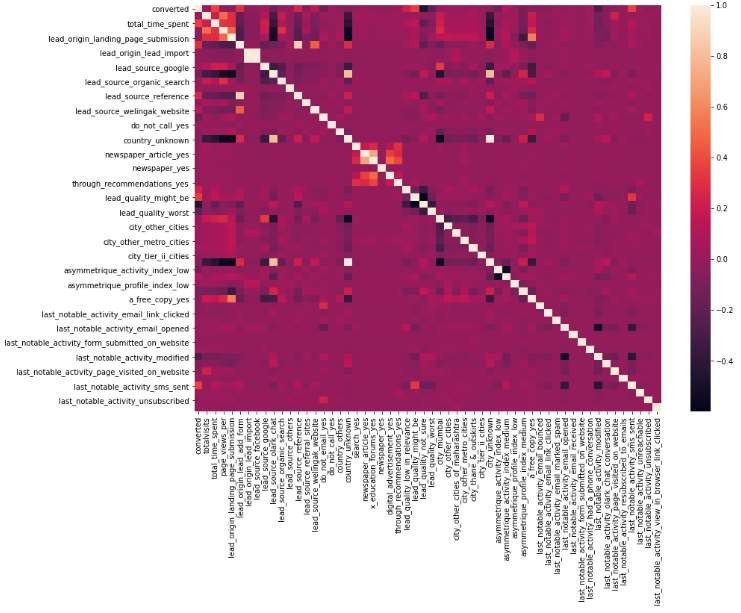 converted
total_time_spent
lead_origin_landing_page_submission
lead_origin_lead_import
lead_source_google
lead_source_organic_search
lead_source_reference
lead_source_welingak_website
do_not_call_yes
country_unknown
newspaper_article_yes
newspaper_yes
through_recommendations_yes
lead_quality_might_be
lead_quality_worst
city_other_cities
city_other_metro_cities
city_tier_ii_cities
asymmetrique_activity_index_low
asymmetrique_profile_index_low
a_free_copy_yes
last_notable_activity_email_link_clicked
last_notable_activity_email_opened
last_notable_activity_form_submitted_on_website
last_notable_activity_modified
last_notable_activity_page_visited_on_website
last_notable_activity_sms_sent
last_notable_activity_unsubscribed
1.0
0.8
0.6
0.4
0.2
0.0
−0.2
−0.4
converted
totalvisits
total_time_spent
page_views_per
lead_origin_landing_page_submission
lead_origin_lead_add_form
lead_origin_lead_import
lead_source_facebook
lead_source_google
lead_source_olark_chat
lead_source_organic_search
lead_source_others
lead_source_reference
lead_source_referral_sites
lead_source_welingak_website
do_not_email_yes
do_not_call_yes
country_others
country_unknown
search_yes
newspaper_article_yes
x_education_forums_yes
newspaper_yes
digital_advertisement_yes
through_recommendations_yes
lead_quality_low_in_relevance
lead_quality_might_be
lead_quality_not_sure
lead_quality_worst
city_mumbai
city_other_cities
city_other_cities_of_maharashtra
city_other_metro_cities
city_thane & outskirts
city_tier_ii_cities
city_unknown
asymmetrique_activity_index_low
asymmetrique_activity_index_medium
asymmetrique_profile_index_low
asymmetrique_profile_index_medium
a_free_copy_yes
last_notable_activity_email_bounced
last_notable_activity_email_link_clicked
last_notable_activity_email_marked_spam
last_notable_activity_email_opened
last_notable_activity_email_received
last_notable_activity_form_submitted_on_website
last_notable_activity_had_a_phone_conversation
last_notable_activity_modified
last_notable_activity_olark_chat_conversation
last_notable_activity_page_visited_on_website
last_notable_activity_resubscribed_to_emails
last_notable_activity_sms_sent
last_notable_activity_unreachable
last_notable_activity_unsubscribed
last_notable_activity_view_in_browser_link_clicked